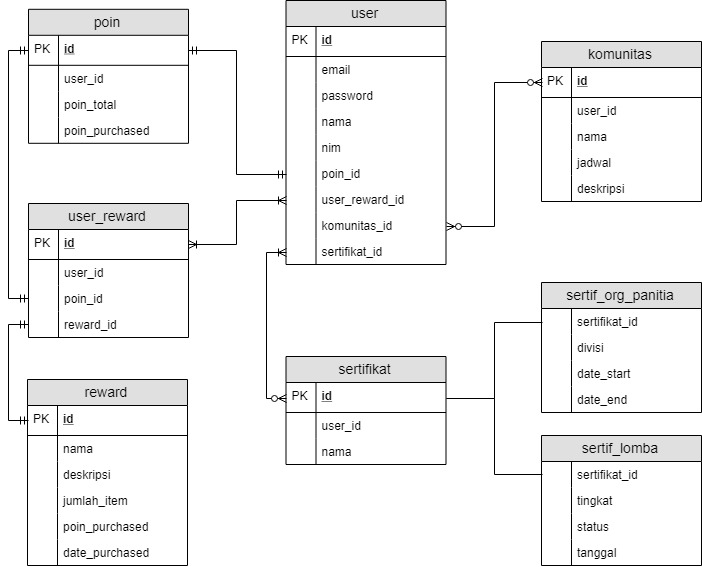 poin
PK id
user_id
poin_total
poin_purchased
user_reward
PK id
user_id
poin_id
reward_id
reward
PK id
nama
deskripsi
jumlah_item
poin_purchased
date_purchased
user
PK id
email
password
nama
nim
poin_id
user_reward_id
komunitas_id
sertifikat_id
sertifikat
PK id
user_id
nama
komunitas
PK id
user_id
nama
jadwal
deskripsi
sertif_org_panitia
sertifikat_id
divisi
date_start
date_end
sertif_lomba
sertifikat_id
tingkat
status
tanggal